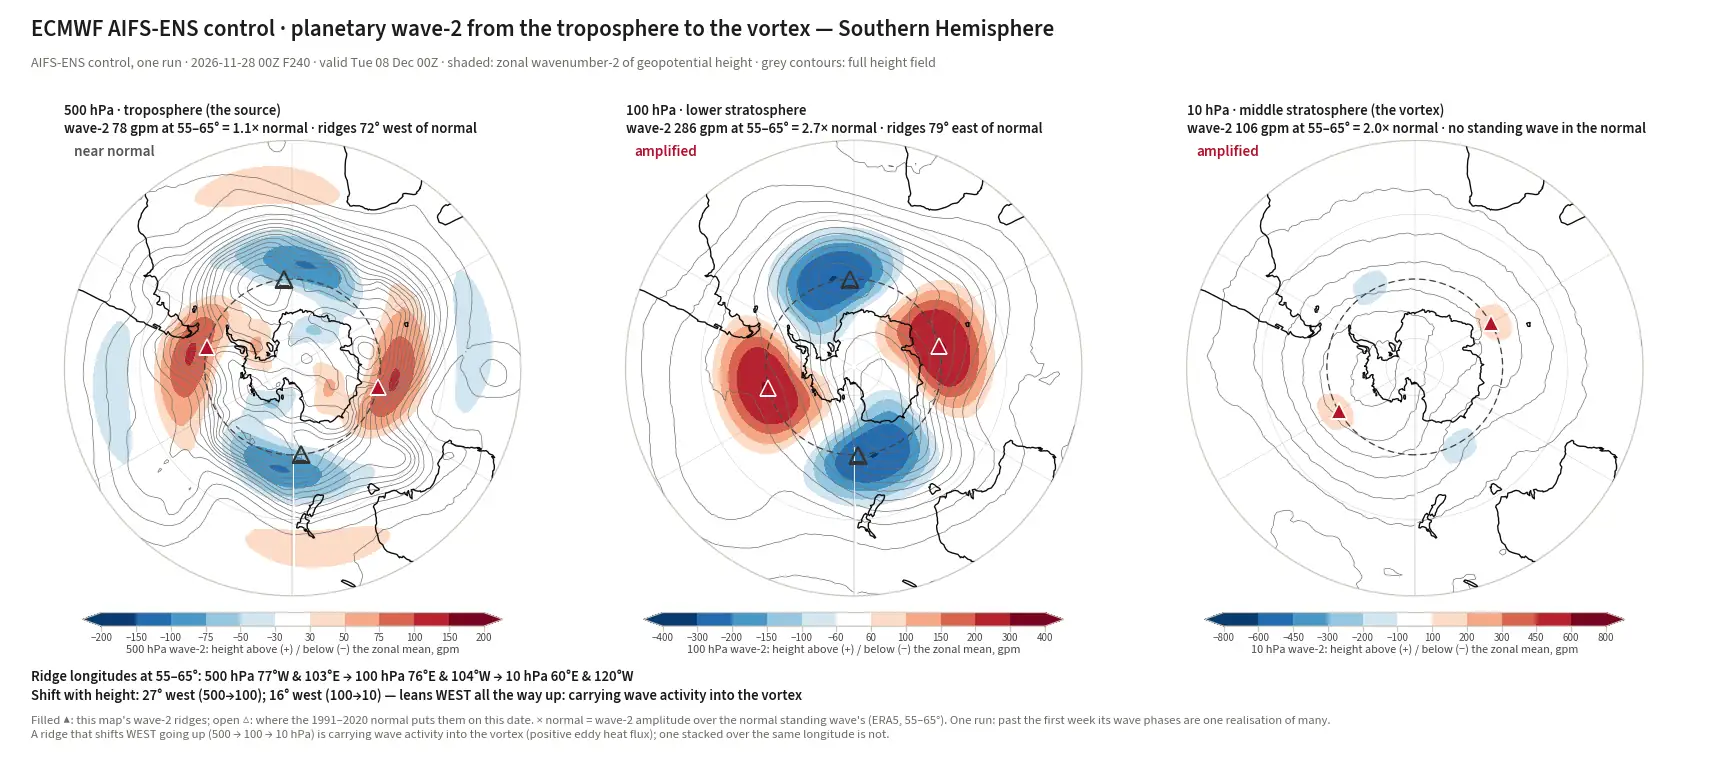 ECMWF AIFS-ENS control · planetary wave-2 from the troposphere to the vortex — Southern Hemisphere
AIFS-ENS control, one run · 2026-11-28 00Z F240 · valid Tue 08 Dec 00Z · shaded: zonal wavenumber-2 of geopotential height · grey contours: full height field
500 hPa · troposphere (the source)
wave-2 78 gpm at 55–65° = 1.1× normal · ridges 72° west of normal
near normal
100 hPa · lower stratosphere
wave-2 286 gpm at 55–65° = 2.7× normal · ridges 79° east of normal
amplified
10 hPa · middle stratosphere (the vortex)
wave-2 106 gpm at 55–65° = 2.0× normal · no standing wave in the normal
amplified
−200 −150 −100 −75 −50 −30 30 50 75 100 150 200
500 hPa wave-2: height above (+) / below (−) the zonal mean, gpm
−400 −300 −200 −150 −100 −60 60 100 150 200 300 400
100 hPa wave-2: height above (+) / below (−) the zonal mean, gpm
−800 −600 −450 −300 −200 −100 100 200 300 450 600 800
10 hPa wave-2: height above (+) / below (−) the zonal mean, gpm
Ridge longitudes at 55–65°: 500 hPa 77°W & 103°E → 100 hPa 76°E & 104°W → 10 hPa 60°E & 120°W
Shift with height: 27° west (500→100); 16° west (100→10) — leans WEST all the way up: carrying wave activity into the vortex
Filled ▲: this map's wave-2 ridges; open △: where the 1991–2020 normal puts them on this date. × normal = wave-2 amplitude over the normal standing wave's (ERA5, 55–65°). One run: past the first week its wave phases are one realisation of many.
A ridge that shifts WEST going up (500 → 100 → 10 hPa) is carrying wave activity into the vortex (positive eddy heat flux); one stacked over the same longitude is not.